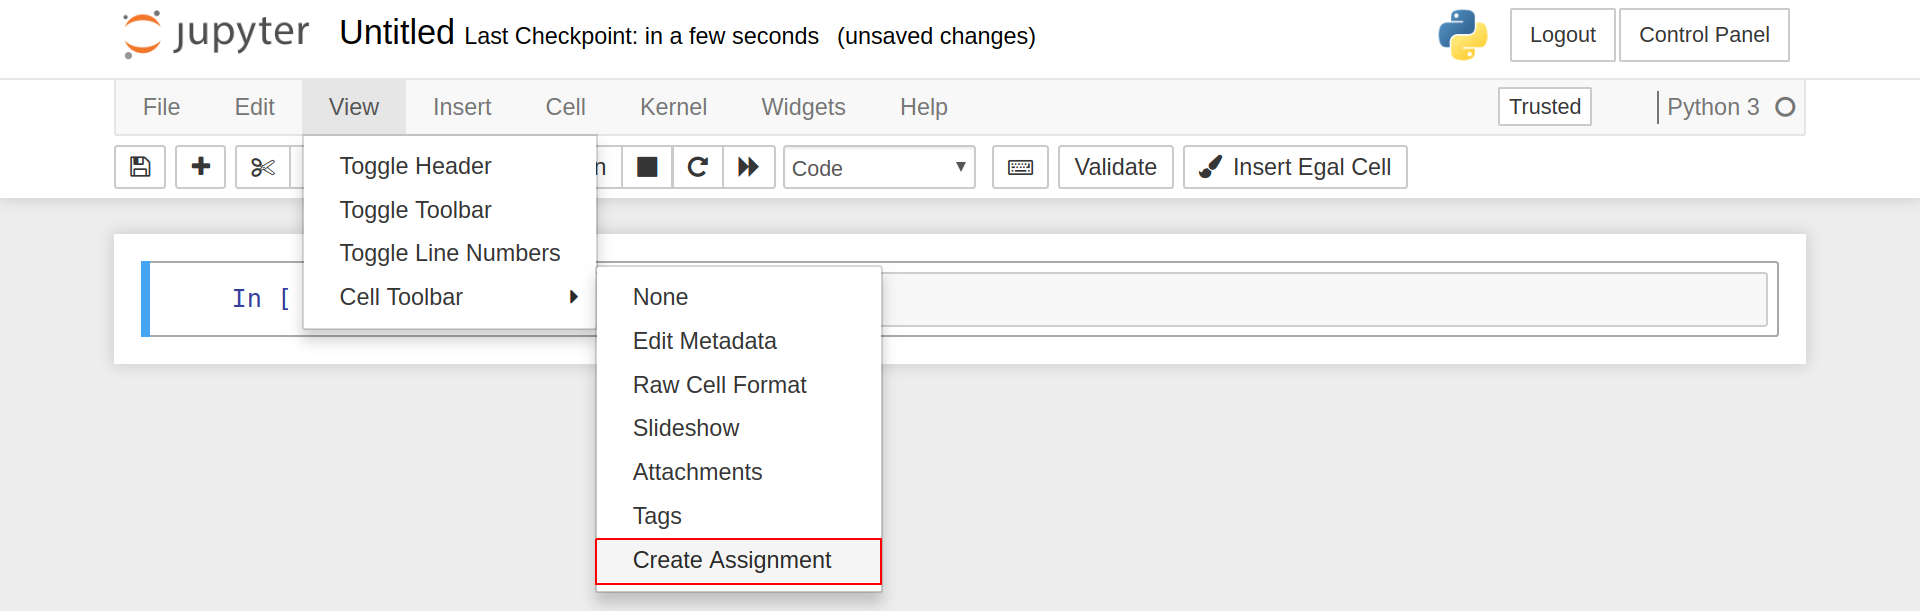 jupyter Untitled Last Checkpoint: in a few seconds (unsaved changes) Logout Control Panel
File Edit View Insert Cell Kernel Widgets Help Trusted Python 3
n Code Validate Insert Egal Cell
Toggle Header
Toggle Toolbar
Toggle Line Numbers
Cell Toolbar
In [
None
Edit Metadata
Raw Cell Format
Slideshow
Attachments
Tags
Create Assignment